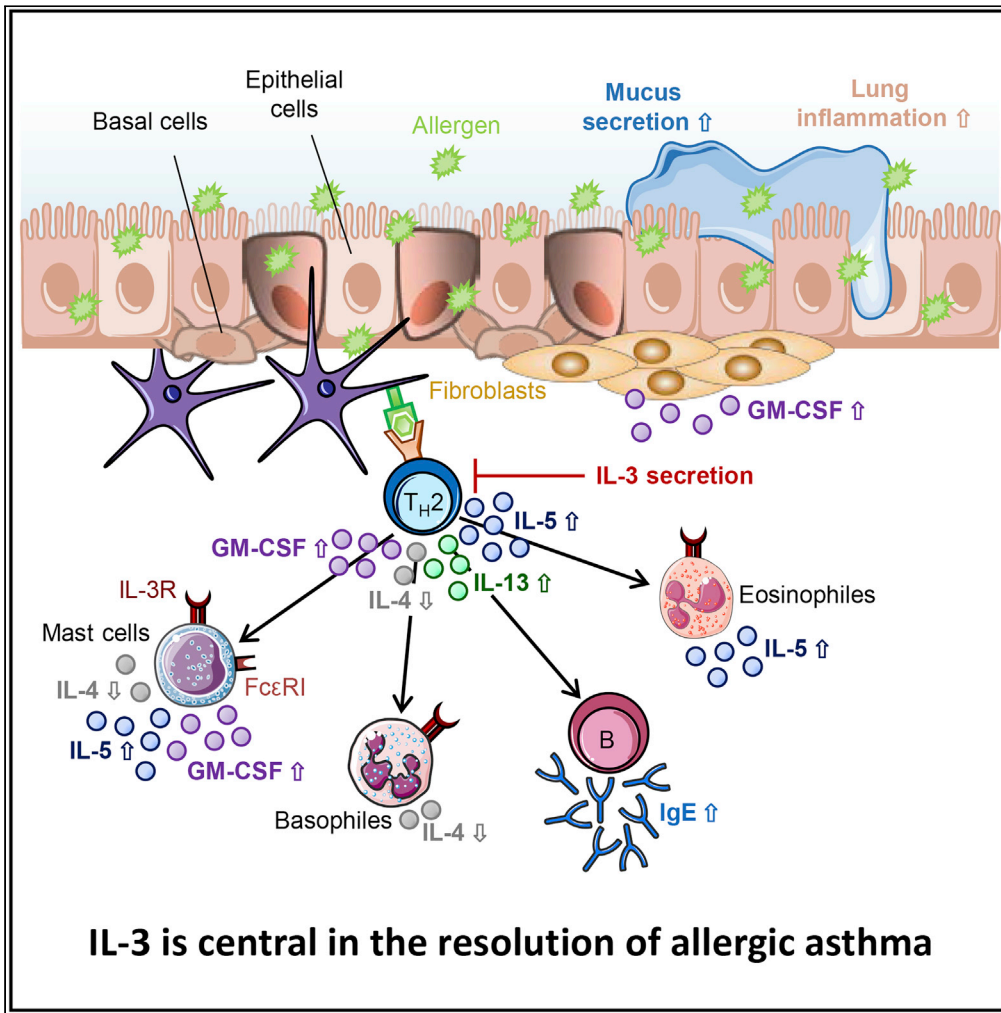 Epithelial
cells
Basal cells
Allergen
Mucus
secretion ⇧
Lung
inflammation ⇧
Fibroblasts
GM-CSF ⇧
TH2
IL-3 secretion
IL-5 ⇧
GM-CSF ⇧
IL-13 ⇧
IL-4 ⇩
IL-3R
Mast cells
FcεRI
IL-4 ⇩
IL-5 ⇧
GM-CSF ⇧
Eosinophiles
IL-5 ⇧
B
Basophiles
IL-4 ⇩
IgE ⇧
IL-3 is central in the resolution of allergic asthma